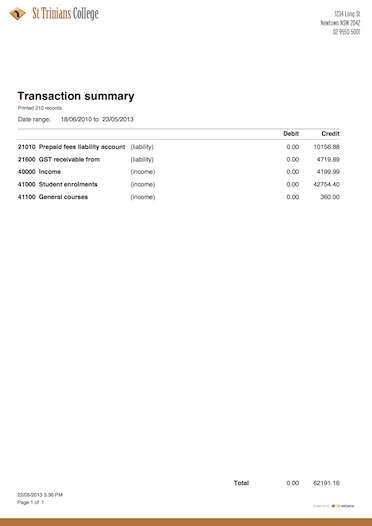 St Trinians College
1234 Long St
Newtown NSW 2042
02 9550 5001
Transaction summary
Printed 210 records
Date range: 18/06/2010 to 23/05/2013
Debit Credit
21010 Prepaid fees liability account (liability) 0.00 10156.88
21600 GST receivable from (liability) 0.00 4719.89
40000 Income (income) 0.00 4199.99
41000 Student enrolments (income) 0.00 42754.40
41100 General courses (income) 0.00 360.00
Total 0.00 62191.16
22/05/2013 5.36 PM
Page 1 of 1